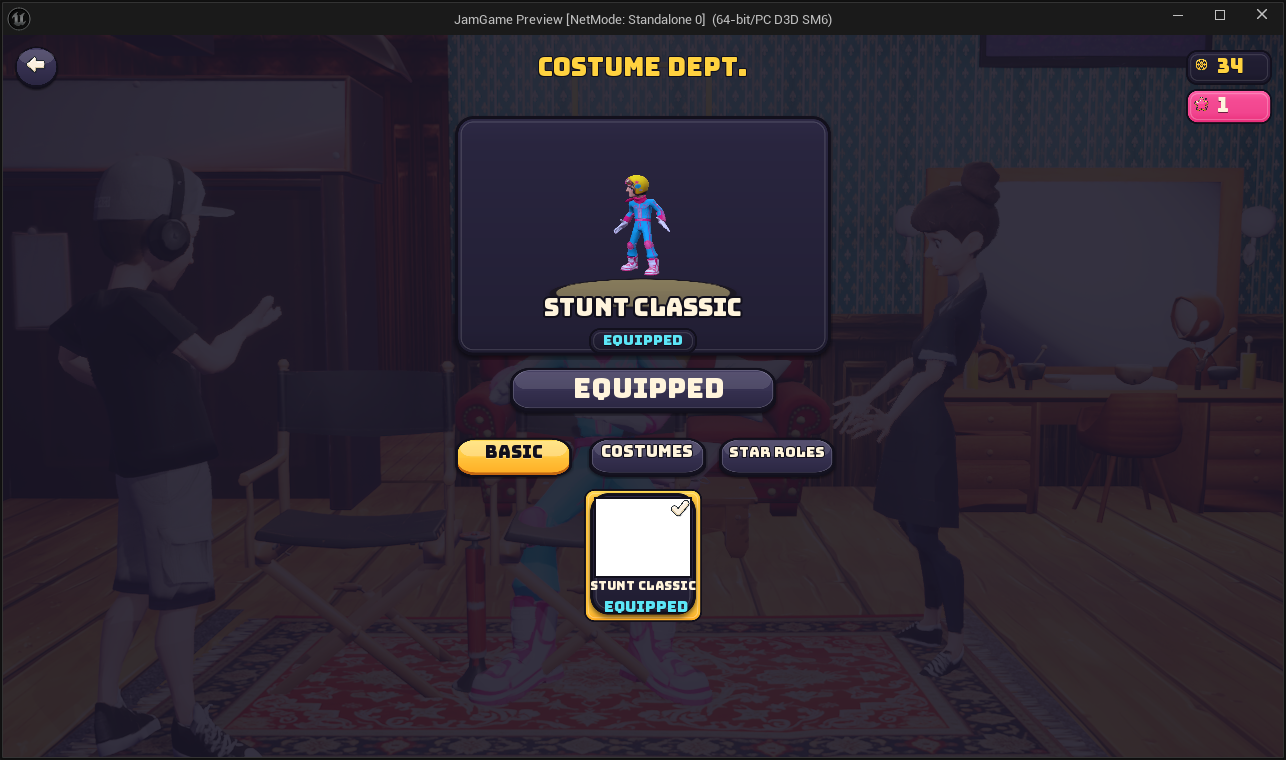 JamGame Preview [NetMode: Standalone 0] (64-bit/PC D3D SM6)
COSTUME DEPT.
34
1
STUNT CLASSIC
EQUIPPED
EQUIPPED
BASIC
COSTUMES
STAR ROLES
STUNT CLASSIC
EQUIPPED